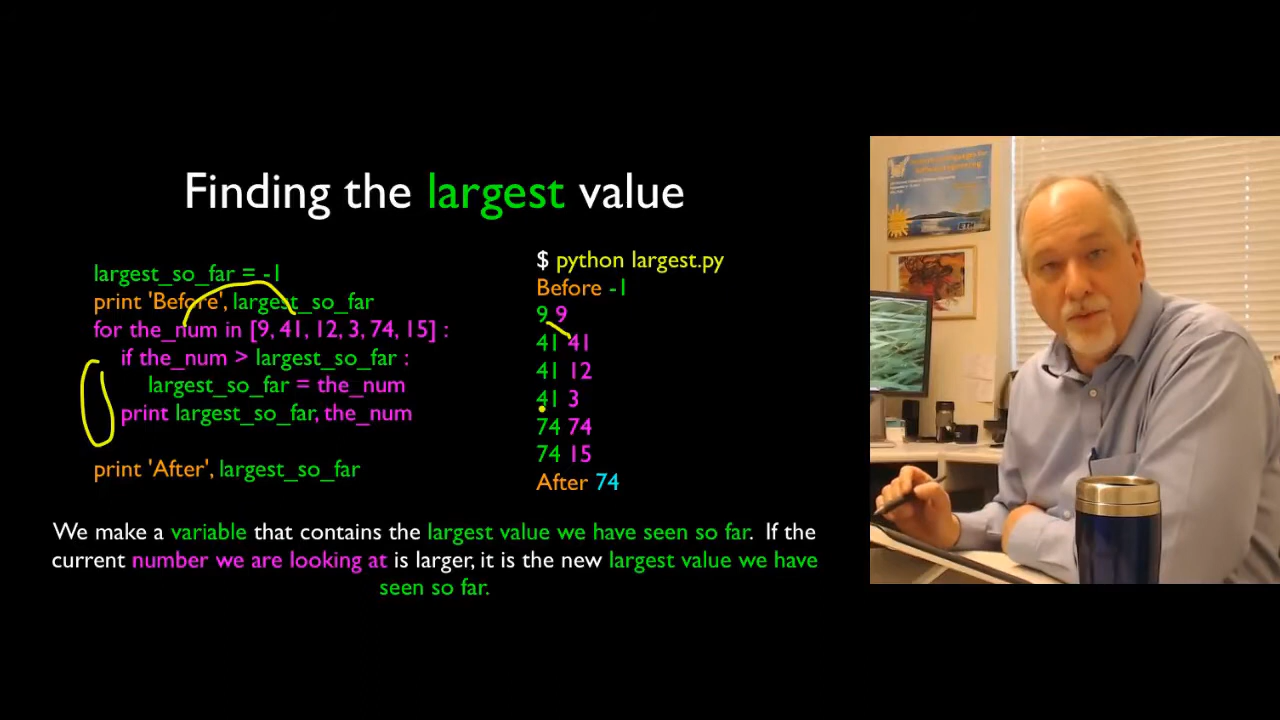 Finding the largest value
largest_so_far = -1
print 'Before', largest_so_far
for the_num in [9, 41, 12, 3, 74, 15] :
if the_num > largest_so_far :
largest_so_far = the_num
print largest_so_far, the_num
print 'After', largest_so_far
$ python largest.py
Before -1
9 9
41 41
41 12
41 3
74 74
74 15
After 74
We make a variable that contains the largest value we have seen so far.  If the
current number we are looking at is larger, it is the new largest value we have
seen so far.
ETH